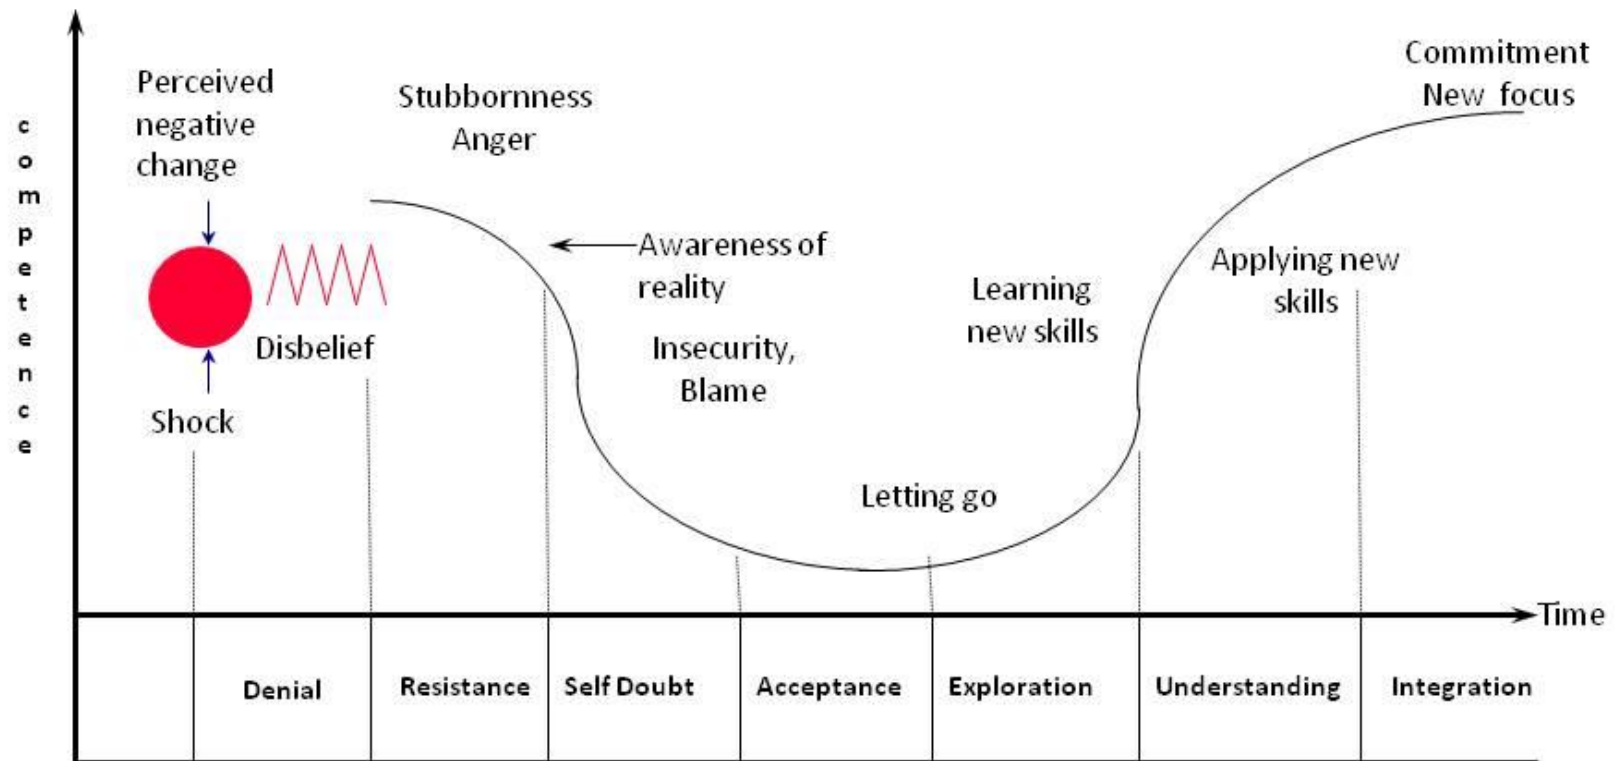 competence
Perceived
negative
change
Shock
Disbelief
Stubbornness
Anger
Awareness of
reality
Insecurity,
Blame
Letting go
Learning
new skills
Applying new
skills
Commitment
New focus
Time
Denial
Resistance
Self Doubt
Acceptance
Exploration
Understanding
Integration